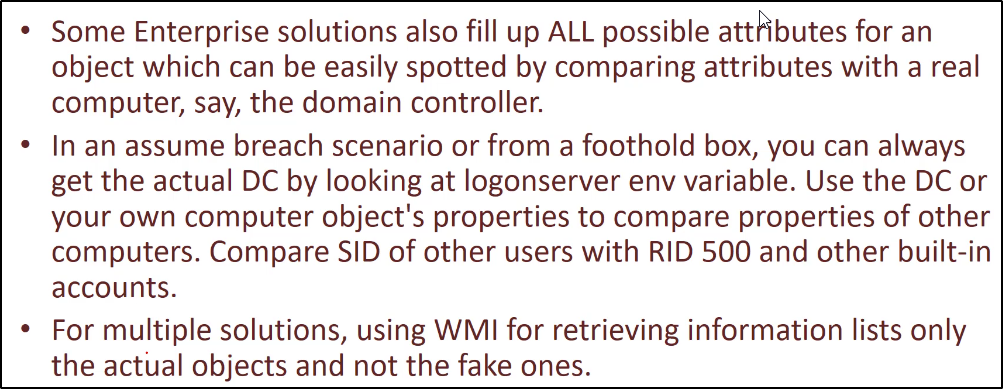 • Some Enterprise solutions also fill up ALL possible attributes for an
object which can be easily spotted by comparing attributes with a real
computer, say, the domain controller.
• In an assume breach scenario or from a foothold box, you can always
get the actual DC by looking at logonserver env variable. Use the DC or
your own computer object's properties to compare properties of other
computers. Compare SID of other users with RID 500 and other built-in
accounts.
• For multiple solutions, using WMI for retrieving information lists only
the actual objects and not the fake ones.